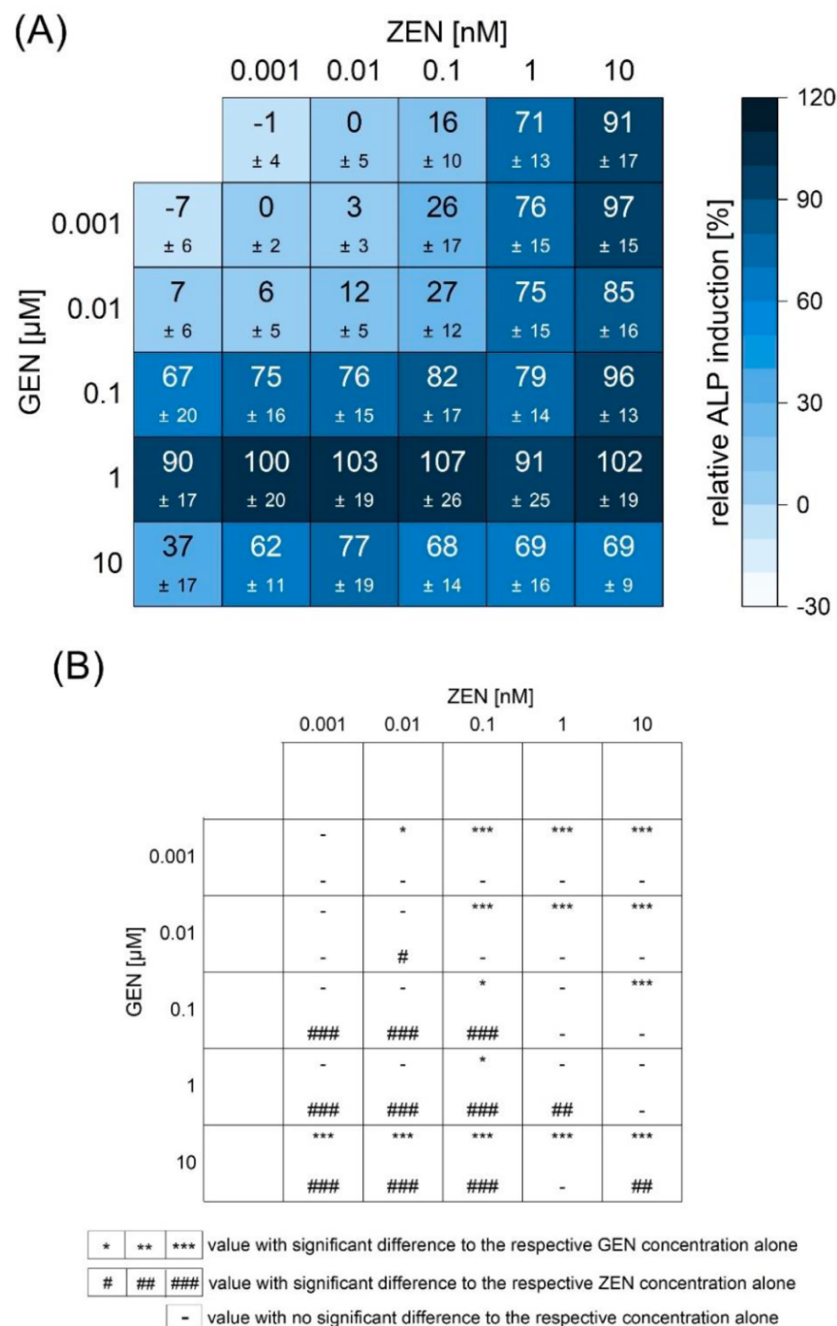 (A)
ZEN [nM]
0.001 0.01 0.1 1 10
-1 0 16 71 91
± 4 ± 5 ± 10 ± 13 ± 17
0.001 -7 0 3 26 76 97
± 6 ± 2 ± 3 ± 17 ± 15 ± 15
0.01 7 6 12 27 75 85
± 6 ± 5 ± 5 ± 12 ± 15 ± 16
GEN [µM]
0.1 67 75 76 82 79 96
± 20 ± 16 ± 15 ± 17 ± 14 ± 13
1 90 100 103 107 91 102
± 17 ± 20 ± 19 ± 26 ± 25 ± 19
10 37 62 77 68 69 69
± 17 ± 11 ± 19 ± 14 ± 16 ± 9
relative ALP induction [%]
120
90
60
30
0
-30
(B)
ZEN [nM]
0.001 0.01 0.1 1 10
- * *** *** ***
0.001
- - - - -
- - *** *** ***
0.01
- # - - -
GEN [µM]
- - * - ***
0.1
### ### ### - -
- - * - -
1
### ### ### ## -
*** *** *** *** ***
10
### ### ### - ##
* ** *** value with significant difference to the respective GEN concentration alone
# ## ### value with significant difference to the respective ZEN concentration alone
- value with no significant difference to the respective concentration alone